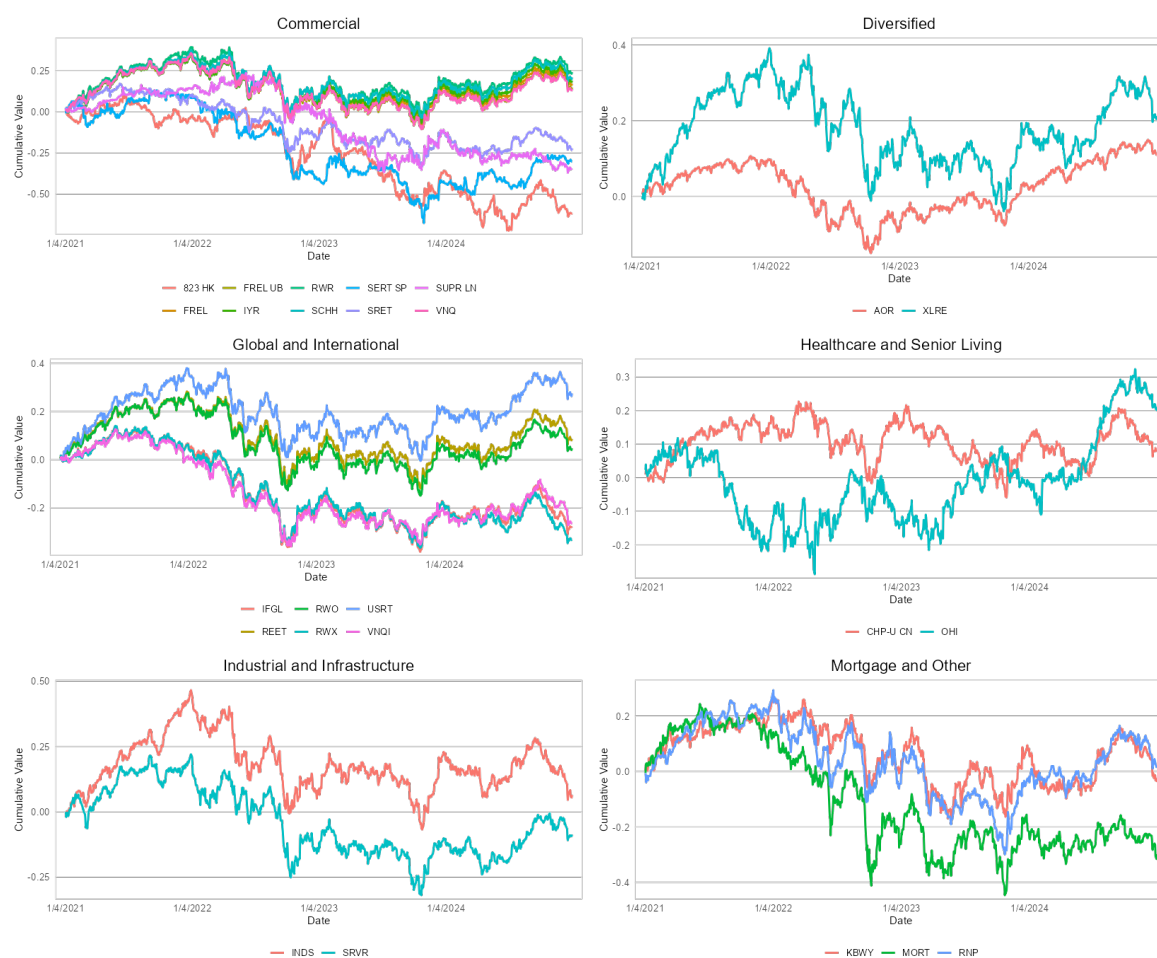 Commercial
Cumulative Value
0.25
0.00
-0.25
-0.50
1/4/2021 1/4/2022 1/4/2023 1/4/2024
Date
823 HK FREL UB RWR SERT SP SUPR LN
FREL IYR SCHH SRET VNQ
Diversified
Cumulative Value
0.4
0.2
0.0
1/4/2021 1/4/2022 1/4/2023 1/4/2024
Date
AOR XLRE
Global and International
Cumulative Value
0.4
0.2
0.0
-0.2
1/4/2021 1/4/2022 1/4/2023 1/4/2024
Date
IFGL RWO USRT
REET RWX VNQI
Healthcare and Senior Living
Cumulative Value
0.3
0.2
0.1
0.0
-0.1
-0.2
1/4/2021 1/4/2022 1/4/2023 1/4/2024
Date
CHP-U CN OHI
Industrial and Infrastructure
Cumulative Value
0.50
0.25
0.00
-0.25
1/4/2021 1/4/2022 1/4/2023 1/4/2024
Date
INDS SRVR
Mortgage and Other
Cumulative Value
0.2
0.0
-0.2
-0.4
1/4/2021 1/4/2022 1/4/2023 1/4/2024
Date
KBWY MORT RNP